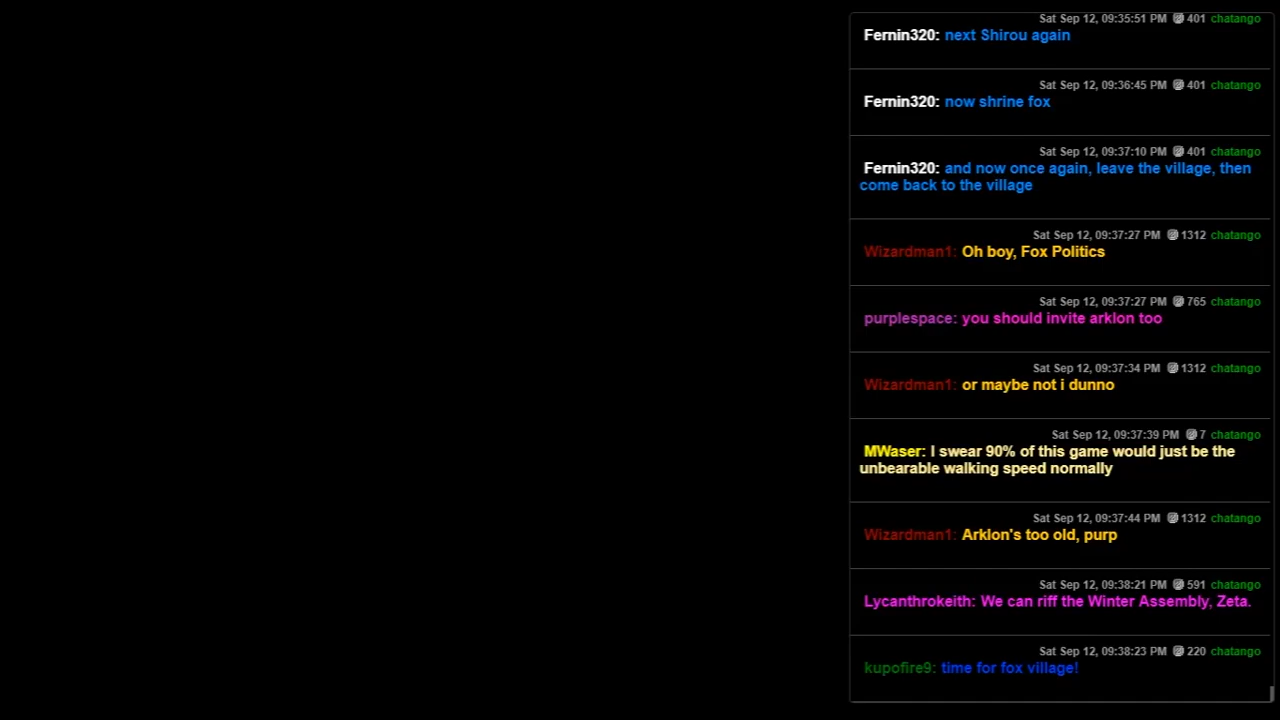 Sat Sep 12, 09:35:51 PM 401 chatango
Fernin320: next Shirou again
Sat Sep 12, 09:36:45 PM 401 chatango
Fernin320: now shrine fox
Sat Sep 12, 09:37:10 PM 401 chatango
Fernin320: and now once again, leave the village, then
come back to the village
Sat Sep 12, 09:37:27 PM 1312 chatango
Wizardman1: Oh boy, Fox Politics
Sat Sep 12, 09:37:27 PM 765 chatango
purplespace: you should invite arklon too
Sat Sep 12, 09:37:34 PM 1312 chatango
Wizardman1: or maybe not i dunno
Sat Sep 12, 09:37:39 PM 7 chatango
MWaser: I swear 90% of this game would just be the
unbearable walking speed normally
Sat Sep 12, 09:37:44 PM 1312 chatango
Wizardman1: Arklon's too old, purp
Sat Sep 12, 09:38:21 PM 591 chatango
Lycanthrokeith: We can riff the Winter Assembly, Zeta.
Sat Sep 12, 09:38:23 PM 220 chatango
kupofire9: time for fox village!